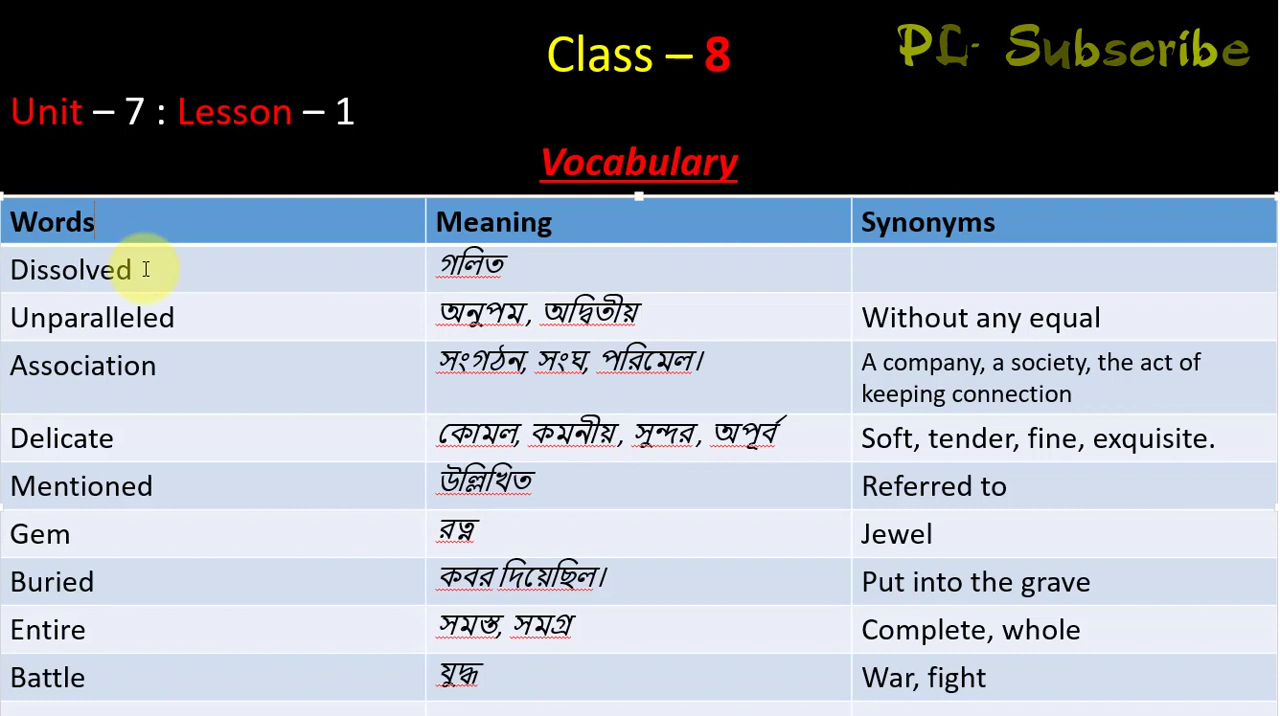 Class – 8
PL- Subscribe
Unit – 7 : Lesson – 1
Vocabulary
Words Meaning Synonyms
Dissolved গলিত
Unparalleled অনুপম, অদ্বিতীয় Without any equal
Association সংগঠন, সংঘ, পরিমেল। A company, a society, the act of
keeping connection
Delicate কোমল, কমনীয়, সুন্দর, অপূর্ব Soft, tender, fine, exquisite.
Mentioned উল্লিখিত Referred to
Gem রত্ন Jewel
Buried কবর দিয়েছিল। Put into the grave
Entire সমস্ত, সমগ্র Complete, whole
Battle যুদ্ধ War, fight